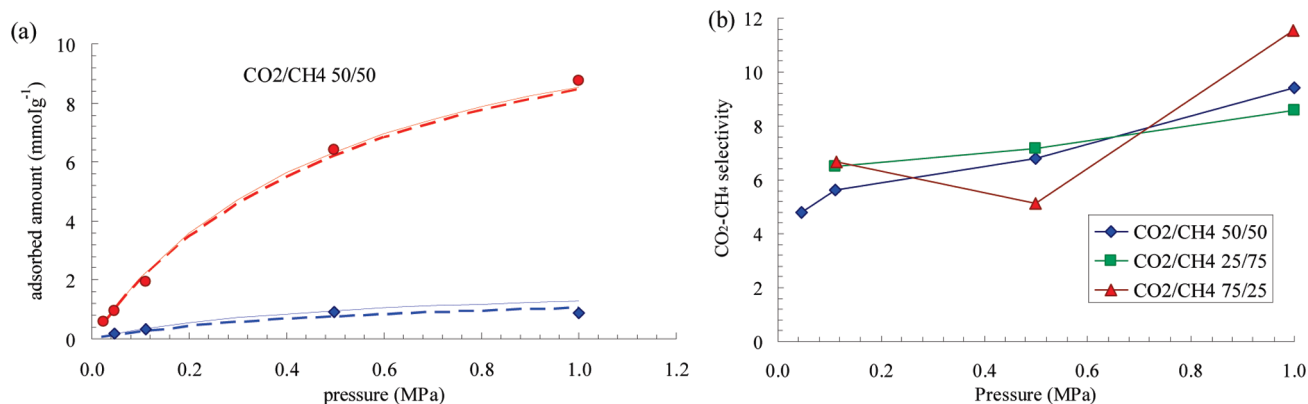 (a)
10
8
6
4
2
0
0.0 0.2 0.4 0.6 0.8 1.0 1.2
adsorbed amount (mmolg-1)
pressure (MPa)
CO2/CH4 50/50
(b)
12
10
8
6
4
2
0
0.0 0.2 0.4 0.6 0.8 1.0
CO₂-CH₄ selectivity
Pressure (MPa)
CO2/CH4 50/50
CO2/CH4 25/75
CO2/CH4 75/25